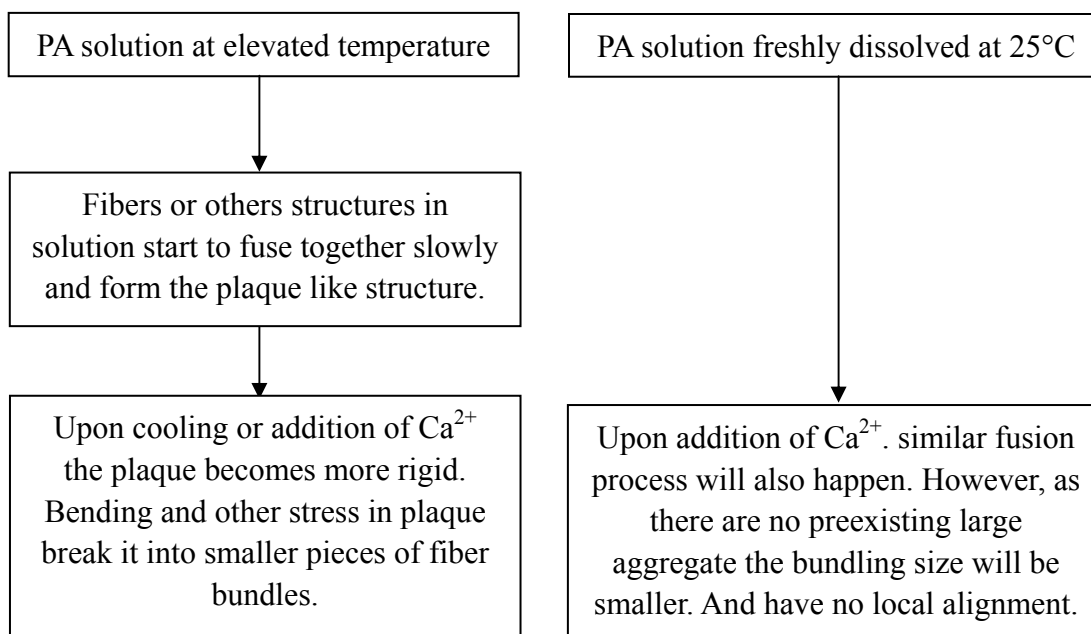 PA solution at elevated temperature
PA solution freshly dissolved at 25°C
Fibers or others structures in
solution start to fuse together slowly
and form the plaque like structure.
Upon cooling or addition of Ca²⁺
the plaque becomes more rigid.
Bending and other stress in plaque
break it into smaller pieces of fiber
bundles.
Upon addition of Ca²⁺. similar fusion
process will also happen. However, as
there are no preexisting large
aggregate the bundling size will be
smaller. And have no local alignment.